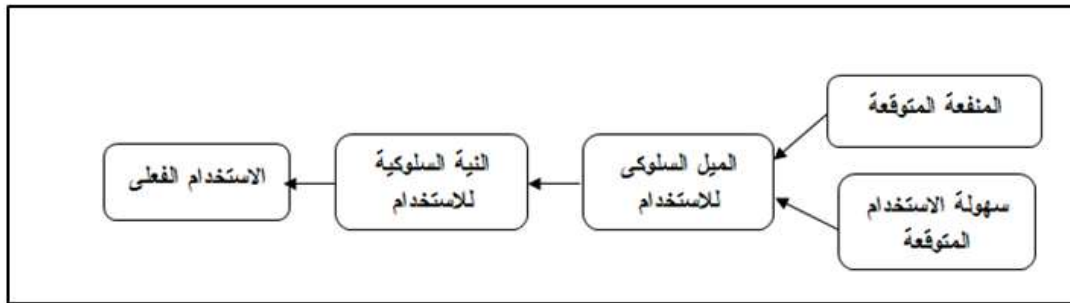 المنفعة المتوقعة
سهولة الاستخدام
المتوقعة
الميل السلوكى
للاستخدام
النية السلوكية
للاستخدام
الاستخدام الفعلى